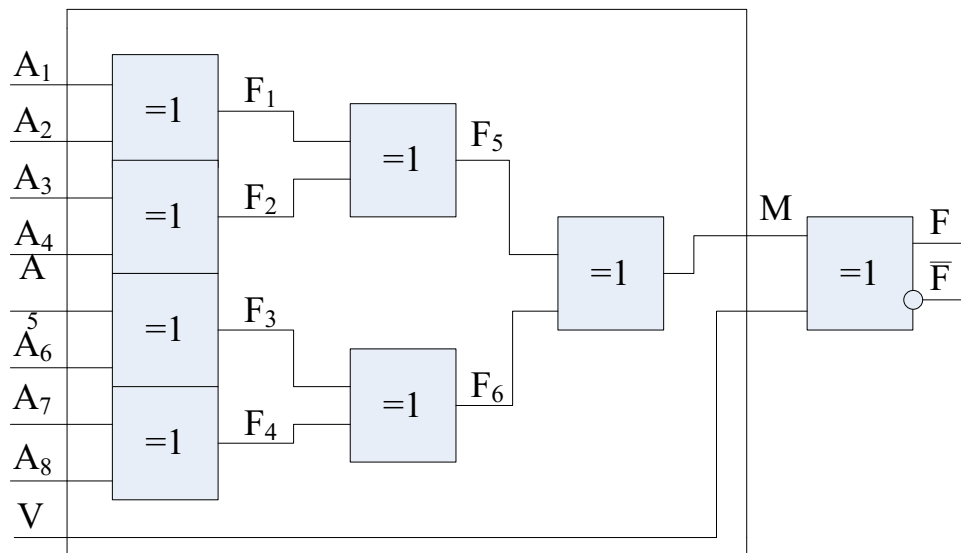 A1
=1
F1
A2
=1
F5
A3
=1
F2
M
A4
F
A
=1
=1
F̅
5
=1
F3
A6
F6
A7
=1
=1
F4
A8
V